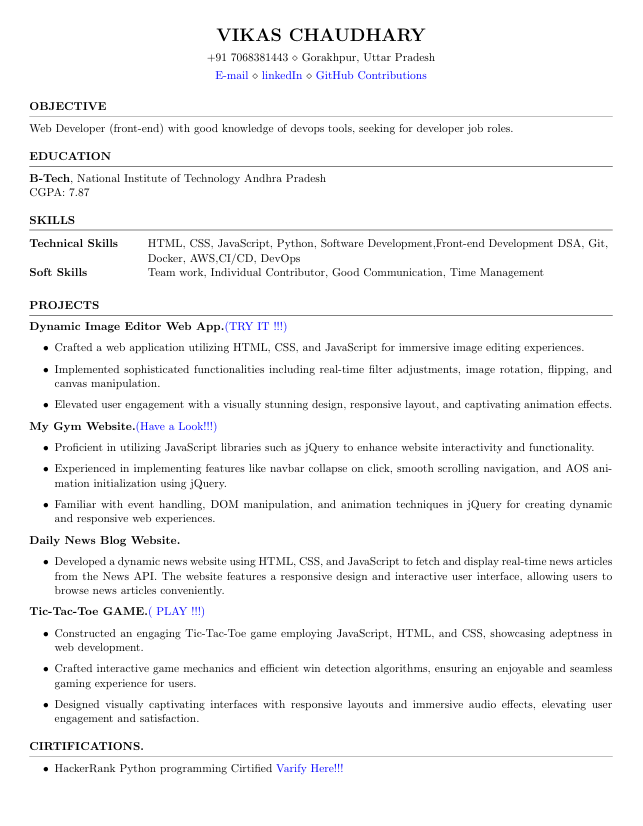 VIKAS CHAUDHARY
+91 7068381443 ⋄ Gorakhpur, Uttar Pradesh
E-mail ⋄ linkedIn ⋄ GitHub Contributions
OBJECTIVE
Web Developer (front-end) with good knowledge of devops tools, seeking for developer job roles.
EDUCATION
B-Tech, National Institute of Technology Andhra Pradesh
CGPA: 7.87
SKILLS
Technical Skills HTML, CSS, JavaScript, Python, Software Development,Front-end Development DSA, Git,
Docker, AWS,CI/CD, DevOps
Soft Skills Team work, Individual Contributor, Good Communication, Time Management
PROJECTS
Dynamic Image Editor Web App.(TRY IT !!!)
• Crafted a web application utilizing HTML, CSS, and JavaScript for immersive image editing experiences.
• Implemented sophisticated functionalities including real-time filter adjustments, image rotation, flipping, and
canvas manipulation.
• Elevated user engagement with a visually stunning design, responsive layout, and captivating animation effects.
My Gym Website.(Have a Look!!!)
• Proficient in utilizing JavaScript libraries such as jQuery to enhance website interactivity and functionality.
• Experienced in implementing features like navbar collapse on click, smooth scrolling navigation, and AOS ani-
mation initialization using jQuery.
• Familiar with event handling, DOM manipulation, and animation techniques in jQuery for creating dynamic
and responsive web experiences.
Daily News Blog Website.
• Developed a dynamic news website using HTML, CSS, and JavaScript to fetch and display real-time news articles
from the News API. The website features a responsive design and interactive user interface, allowing users to
browse news articles conveniently.
Tic-Tac-Toe GAME.( PLAY !!!)
• Constructed an engaging Tic-Tac-Toe game employing JavaScript, HTML, and CSS, showcasing adeptness in
web development.
• Crafted interactive game mechanics and efficient win detection algorithms, ensuring an enjoyable and seamless
gaming experience for users.
• Designed visually captivating interfaces with responsive layouts and immersive audio effects, elevating user
engagement and satisfaction.
CIRTIFICATIONS.
• HackerRank Python programming Cirtified Varify Here!!!